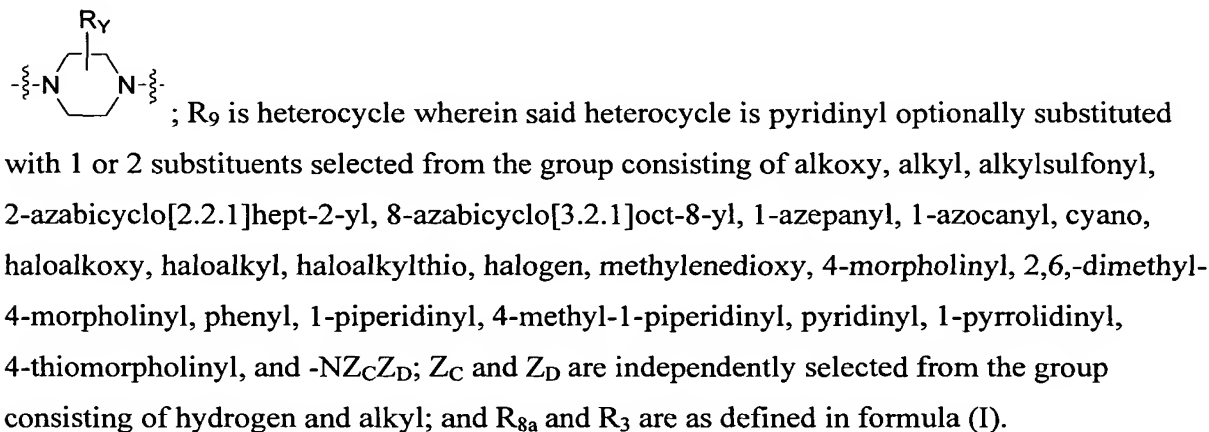 R_Y
-N N-
; R₉ is heterocycle wherein said heterocycle is pyridinyl optionally substituted
with 1 or 2 substituents selected from the group consisting of alkoxy, alkyl, alkylsulfonyl,
2-azabicyclo[2.2.1]hept-2-yl, 8-azabicyclo[3.2.1]oct-8-yl, 1-azepanyl, 1-azocanyl, cyano,
haloalkoxy, haloalkyl, haloalkylthio, halogen, methylenedioxy, 4-morpholinyl, 2,6,-dimethyl-
4-morpholinyl, phenyl, 1-piperidinyl, 4-methyl-1-piperidinyl, pyridinyl, 1-pyrrolidinyl,
4-thiomorpholinyl, and -NZ_CZ_D; Z_C and Z_D are independently selected from the group
consisting of hydrogen and alkyl; and R₈ₐ and R₃ are as defined in formula (I).